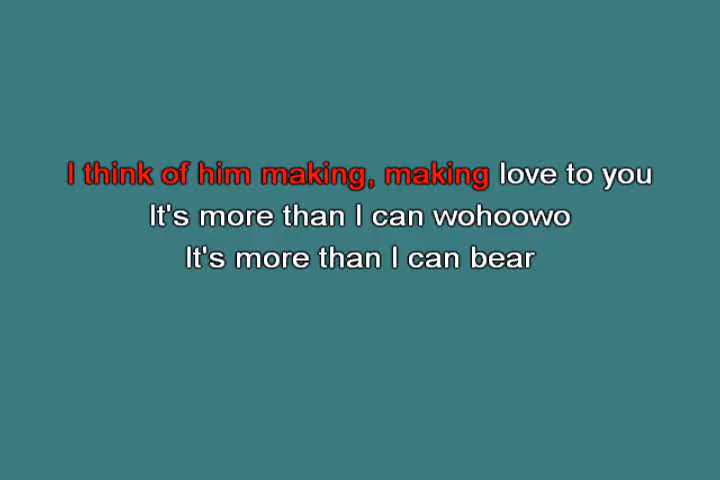 I think of him making, making love to you
It's more than I can wohoowo
It's more than I can bear